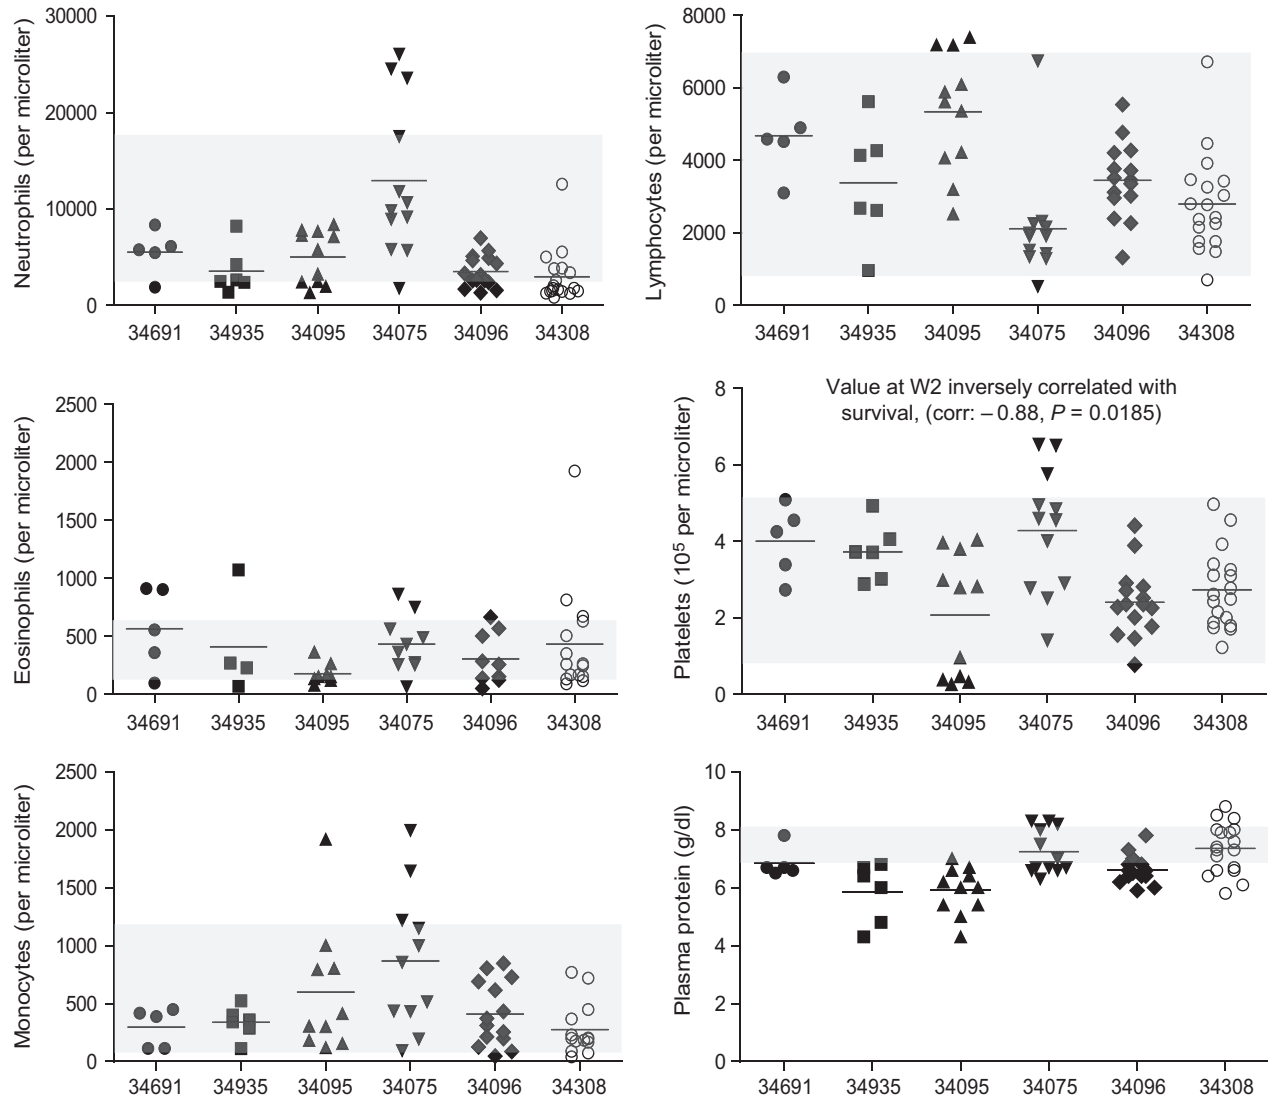 Neutrophils (per microliter)
30000
20000
10000
0
34691 34935 34095 34075 34096 34308
Lymphocytes (per microliter)
8000
6000
4000
2000
0
34691 34935 34095 34075 34096 34308
Eosinophils (per microliter)
2500
2000
1500
1000
500
0
34691 34935 34095 34075 34096 34308
Platelets (10⁵ per microliter)
Value at W2 inversely correlated with
survival, (corr: – 0.88, P = 0.0185)
8
6
4
2
0
34691 34935 34095 34075 34096 34308
Monocytes (per microliter)
2500
2000
1500
1000
500
0
34691 34935 34095 34075 34096 34308
Plasma protein (g/dl)
10
8
6
4
2
0
34691 34935 34095 34075 34096 34308